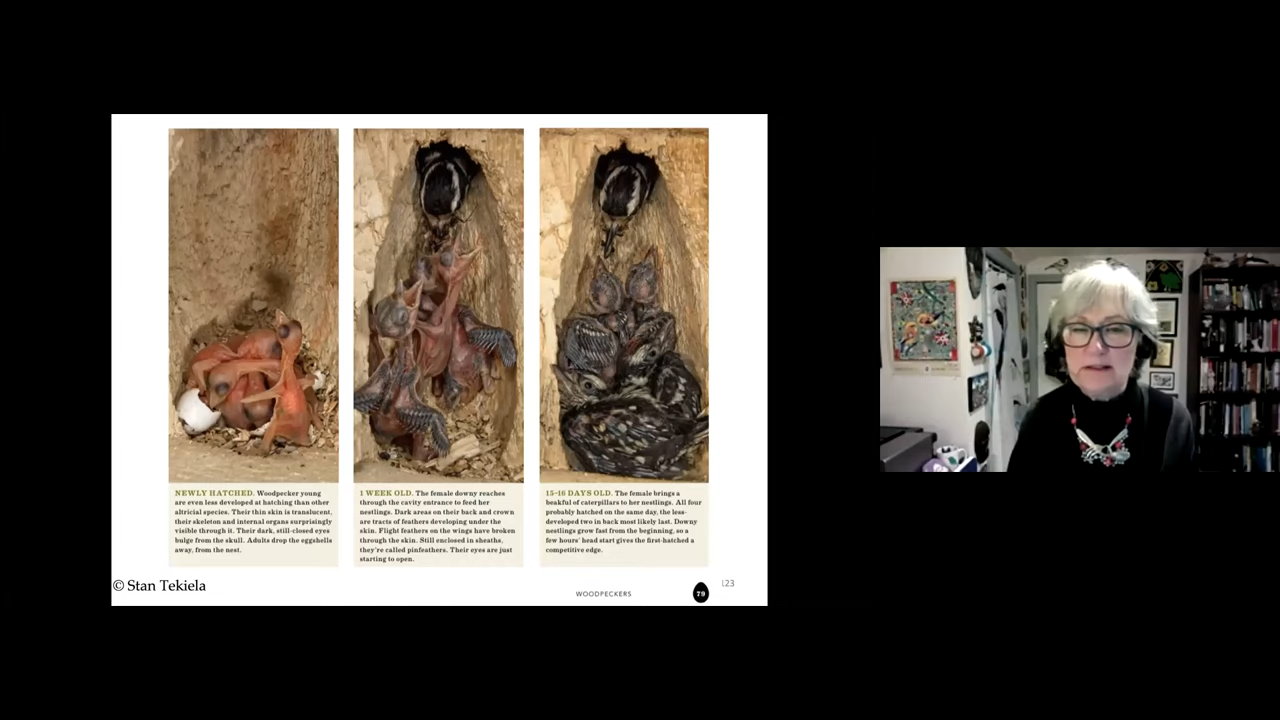 NEWLY HATCHED. Woodpecker young
are even less developed at hatching than other
altricial species. Their thin skin is translucent,
their skeleton and internal organs surprisingly
visible through it. Their dark, still-closed eyes
bulge from the skull. Adults drop the eggshells
away, from the nest.
1 WEEK OLD. The female downy reaches
through the cavity entrance to feed her
nestlings. Dark areas on their back and crown
are tracts of feathers developing under the
skin. Flight feathers on the wings have broken
through the skin. Still enclosed in sheaths,
they're called pinfeathers. Their eyes are just
starting to open.
15-16 DAYS OLD. The female brings a
beakful of caterpillars to her nestlings. All four
probably hatched on the same day, the less-
developed two in back most likely last. Downy
nestlings grow fast from the beginning, so a
few hours' head start gives the first-hatched a
competitive edge.
© Stan Tekiela
WOODPECKERS
79
123